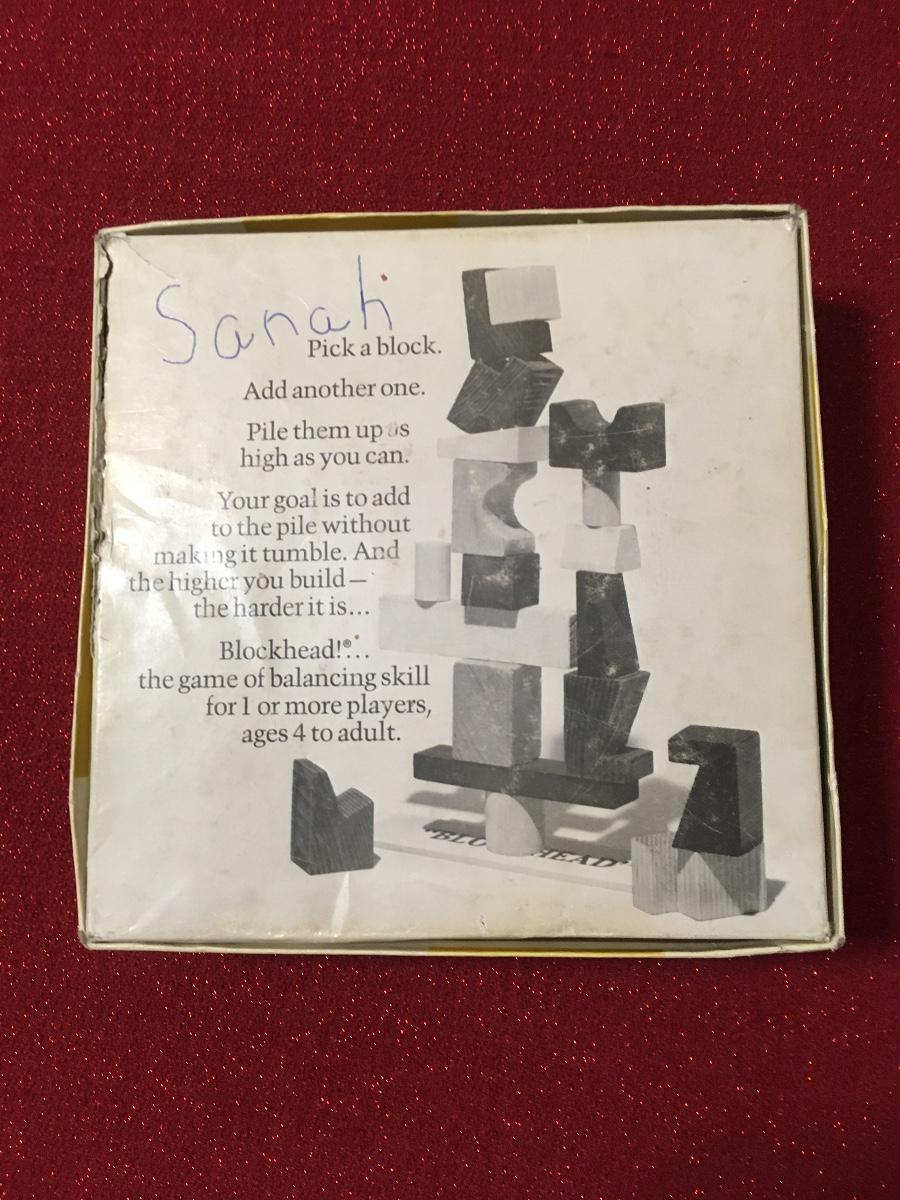 Sanah
Pick a block.
Add another one.
Pile them up as
high as you can.
Your goal is to add
to the pile without
making it tumble. And
the higher you build—
the harder it is...
Blockhead!®...
the game of balancing skill
for 1 or more players,
ages 4 to adult.
"BLOCKHEAD"